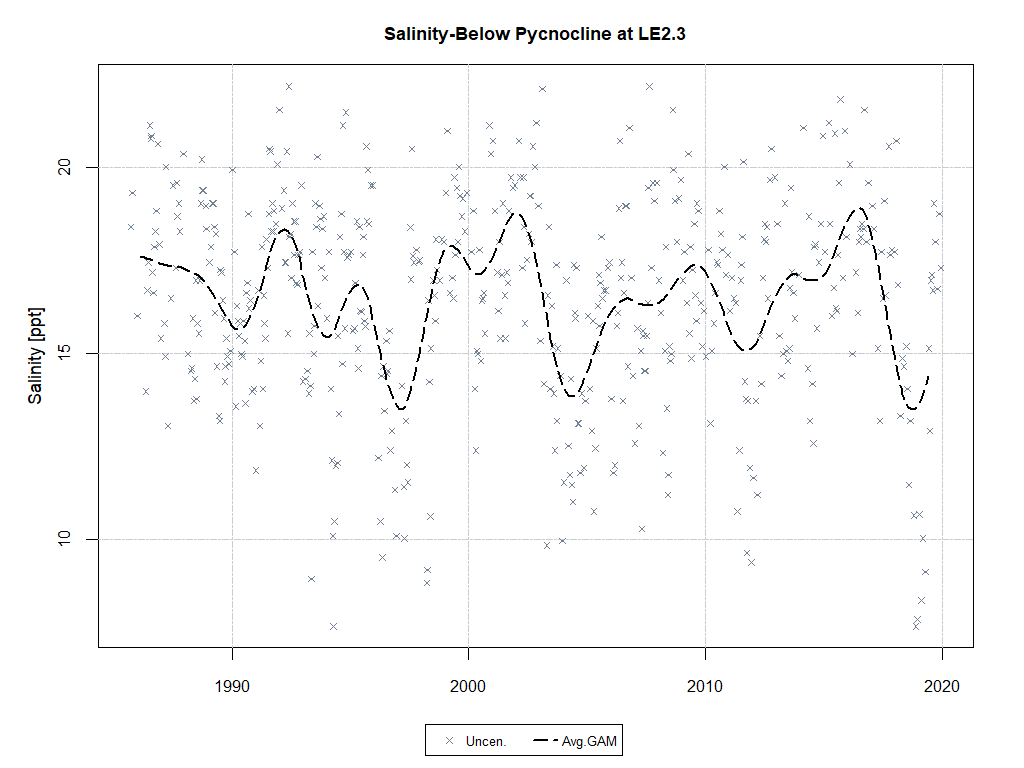 Salinity-Below Pycnocline at LE2.3
Salinity [ppt]
20
15
10
1990 2000 2010 2020
Uncen. Avg.GAM